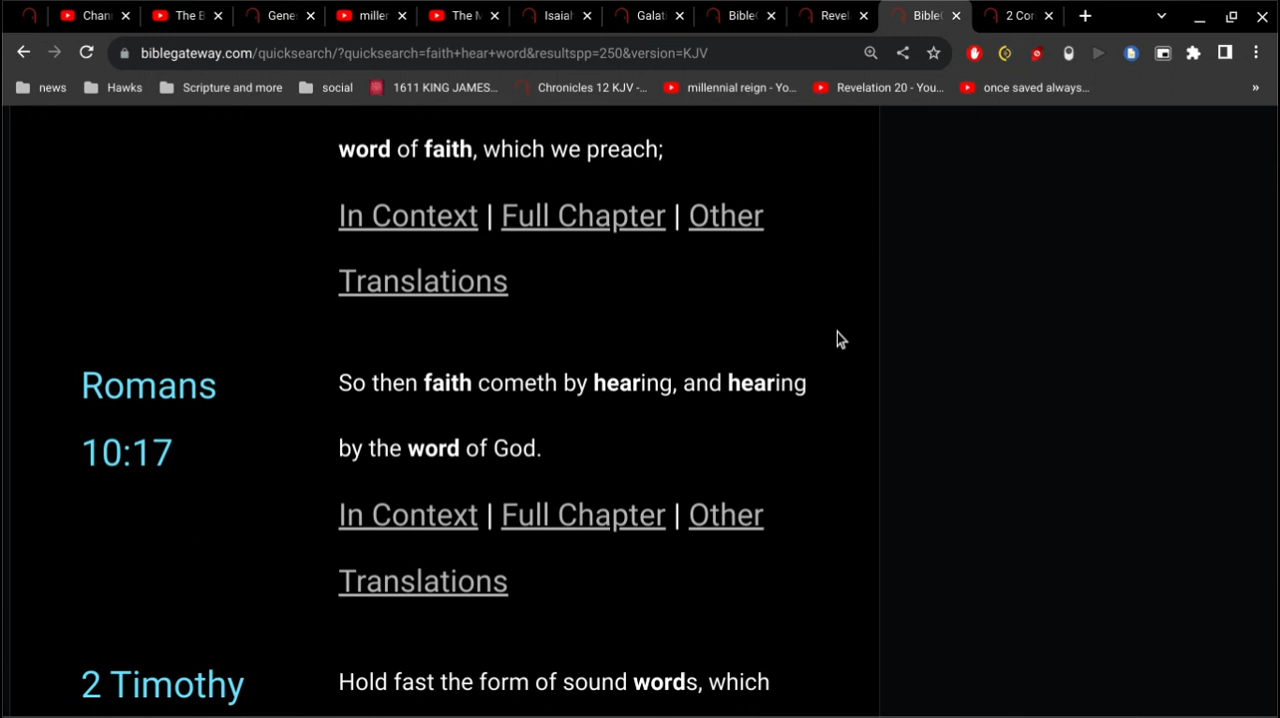 Chann
The B
Genes
miller
The M
Isaiah
Galati
Bible
Revel
Bible
2 Cor
biblegateway.com/quicksearch/?quicksearch=faith+hear+word&resultspp=250&version=KJV
news
Hawks
Scripture and more
social
1611 KING JAMES...
Chronicles 12 KJV -...
millennial reign - Yo...
Revelation 20 - You...
once saved always...
word of faith, which we preach;
In Context | Full Chapter | Other
Translations
Romans
10:17
So then faith cometh by hearing, and hearing
by the word of God.
In Context | Full Chapter | Other
Translations
2 Timothy
Hold fast the form of sound words, which